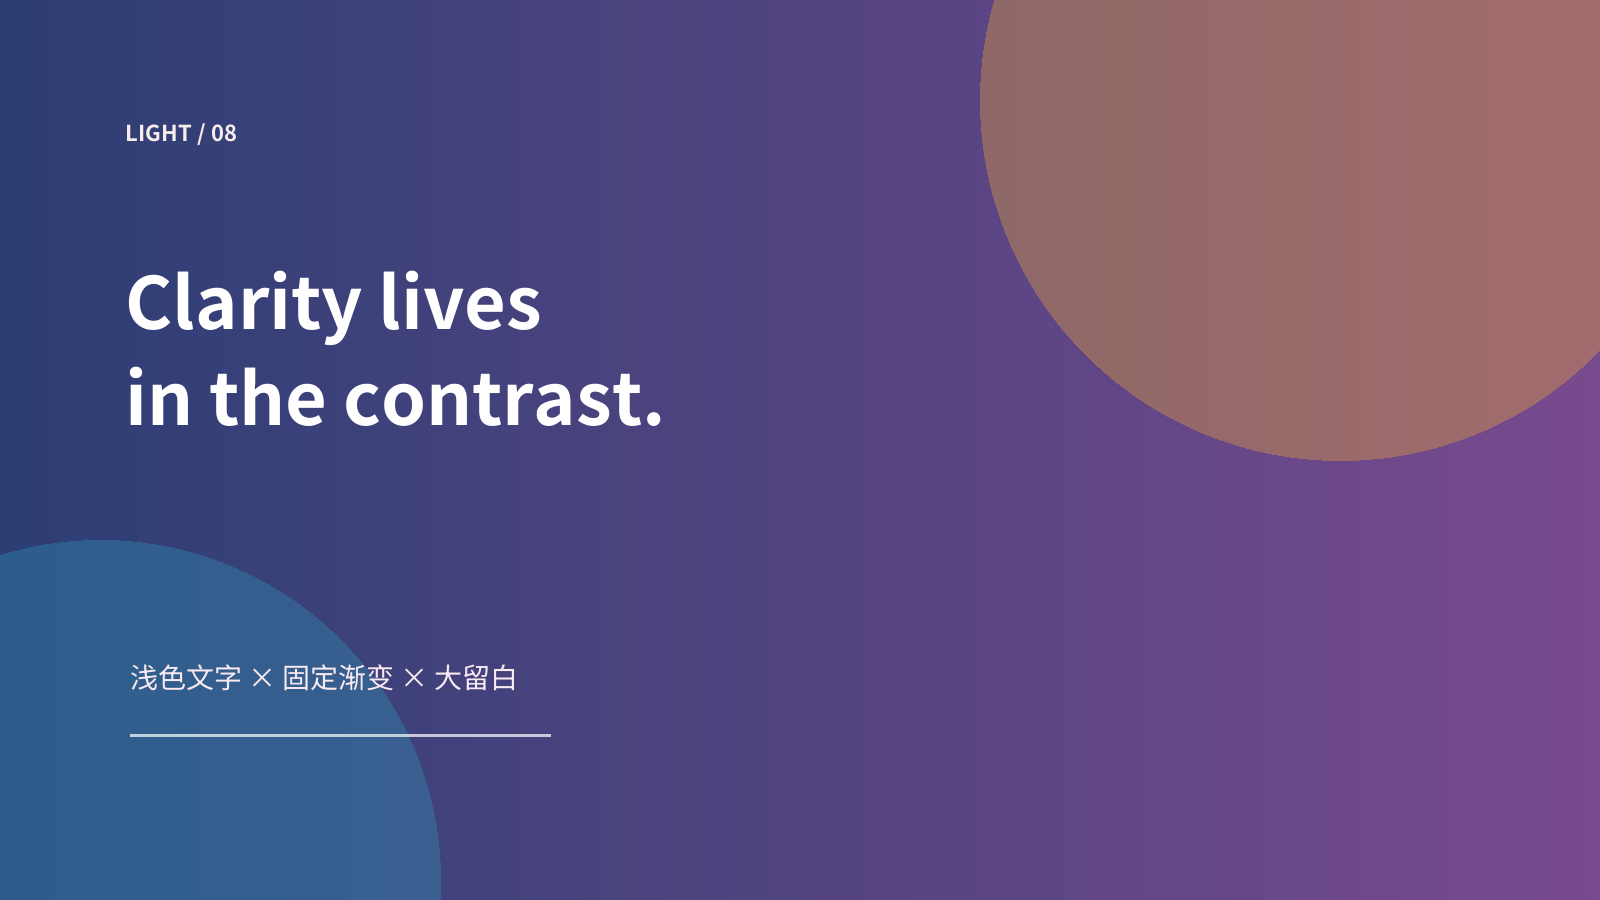 LIGHT / 08
Clarity lives
in the contrast.
浅色文字 × 固定渐变 × 大留白